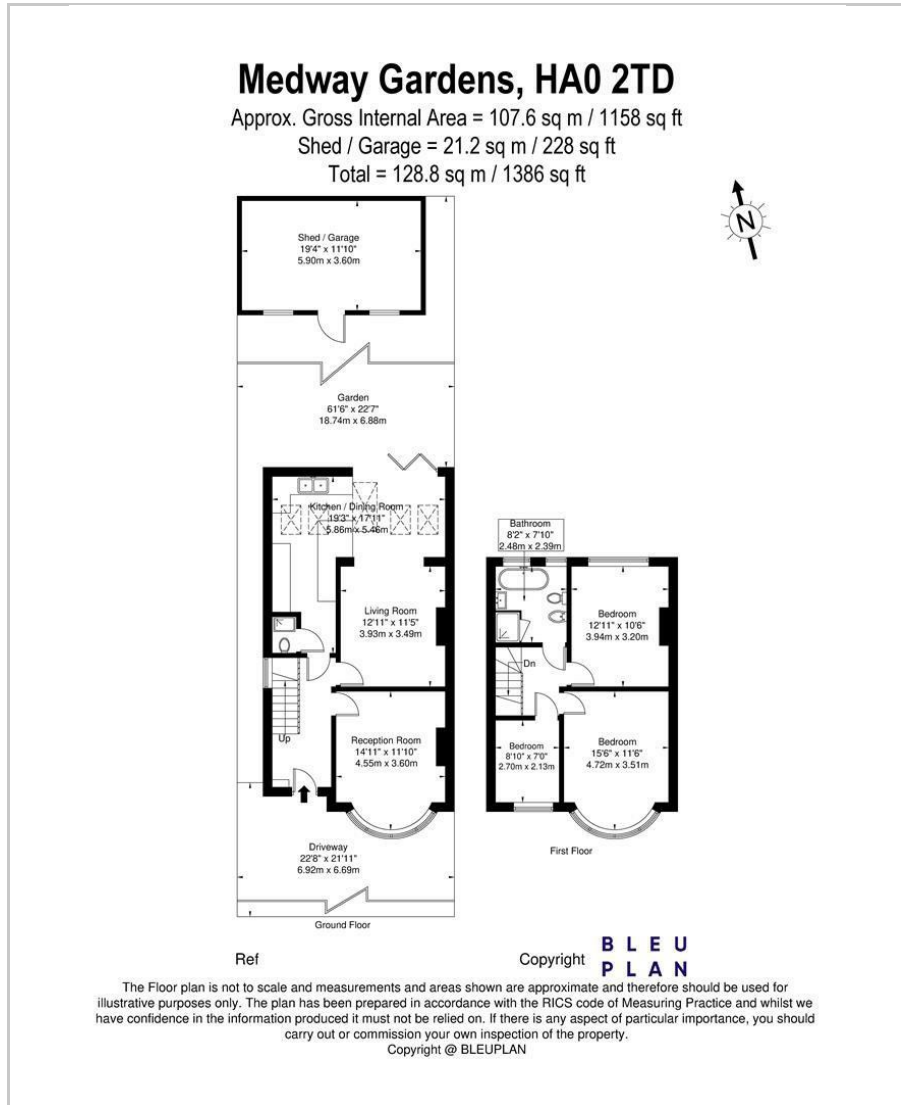 Medway Gardens, HA0 2TD
Approx. Gross Internal Area = 107.6 sq m / 1158 sq ft
Shed / Garage = 21.2 sq m / 228 sq ft
Total = 128.8 sq m / 1386 sq ft
N
Shed / Garage
19'4" x 11'10"
5.90m x 3.60m
Garden
61'6" x 22'7"
18.74m x 6.88m
Kitchen / Dining Room
19'3" x 17'11"
5.86m x 5.46m
Living Room
12'11" x 11'5"
3.93m x 3.49m
Up
Reception Room
14'11" x 11'10"
4.55m x 3.60m
Driveway
22'8" x 21'11"
6.92m x 6.69m
Ground Floor
Bathroom
8'2" x 7'10"
2.48m x 2.39m
Bedroom
12'11" x 10'6"
3.94m x 3.20m
Dn
Bedroom
8'10" x 7'0"
2.70m x 2.13m
Bedroom
15'6" x 11'6"
4.72m x 3.51m
First Floor
Ref
Copyright
BLEU
PLAN
The Floor plan is not to scale and measurements and areas shown are approximate and therefore should be used for
illustrative purposes only. The plan has been prepared in accordance with the RICS code of Measuring Practice and whilst we
have confidence in the information produced it must not be relied on. If there is any aspect of particular importance, you should
carry out or commission your own inspection of the property.
Copyright @ BLEUPLAN